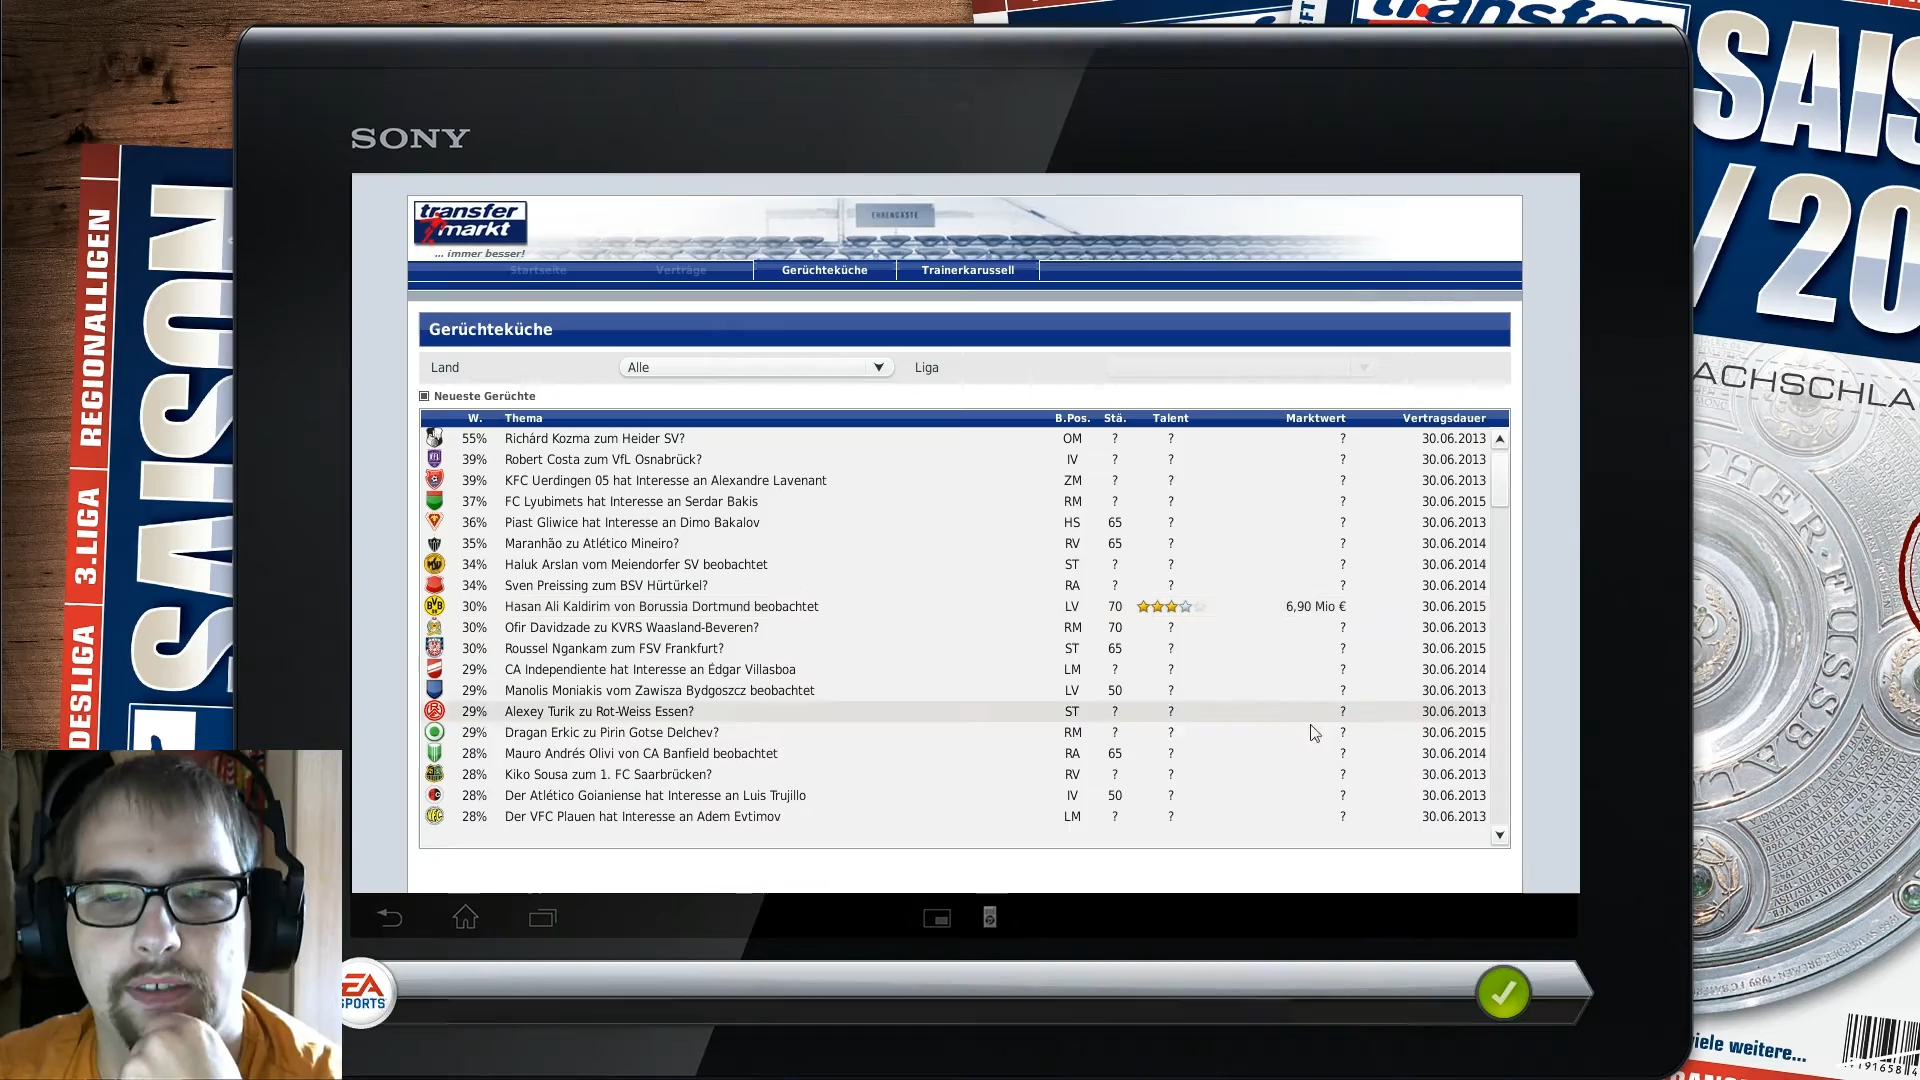 transfer
SAIS
/20
ACHSCHLA
SONY
REGIONALLIGEN
3.LIGA
DESLIGA
SAISON
transfer
markt
... immer besser!
EHRENGÄSTE
Startseite Verträge Gerüchteküche Trainerkarussell
Gerüchteküche
Land Alle Liga
Neueste Gerüchte
W. Thema B.Pos. Stä. Talent Marktwert Vertragsdauer
55% Richárd Kozma zum Heider SV? OM ? ? ? 30.06.2013
39% Robert Costa zum VfL Osnabrück? IV ? ? ? 30.06.2013
39% KFC Uerdingen 05 hat Interesse an Alexandre Lavenant ZM ? ? ? 30.06.2013
37% FC Lyubimets hat Interesse an Serdar Bakis RM ? ? ? 30.06.2015
36% Piast Gliwice hat Interesse an Dimo Bakalov HS 65 ? ? 30.06.2013
35% Maranhão zu Atlético Mineiro? RV 65 ? ? 30.06.2014
34% Haluk Arslan vom Meiendorfer SV beobachtet ST ? ? ? 30.06.2014
34% Sven Preissing zum BSV Hürtürkel? RA ? ? ? 30.06.2014
30% Hasan Ali Kaldirim von Borussia Dortmund beobachtet LV 70 6,90 Mio € 30.06.2015
30% Ofir Davidzade zu KVRS Waasland-Beveren? RM 70 ? ? 30.06.2015
30% Roussel Ngankam zum FSV Frankfurt? ST 65 ? ? 30.06.2015
29% CA Independiente hat Interesse an Édgar Villasboa LM ? ? ? 30.06.2014
29% Manolis Moniakis vom Zawisza Bydgoszcz beobachtet LV 50 ? ? 30.06.2013
29% Alexey Turik zu Rot-Weiss Essen? ST ? ? ? 30.06.2013
29% Dragan Erkic zu Pirin Gotse Delchev? RM ? ? ? 30.06.2015
28% Mauro Andrés Olivi von CA Banfield beobachtet RA 65 ? ? 30.06.2014
28% Kiko Sousa zum 1. FC Saarbrücken? RV ? ? ? 30.06.2013
28% Der Atlético Goianiense hat Interesse an Luis Trujillo IV 50 ? ? 30.06.2013
28% Der VFC Plauen hat Interesse an Adem Evtimov LM ? ? ? 30.06.2013
EA
SPORTS
iele weitere...